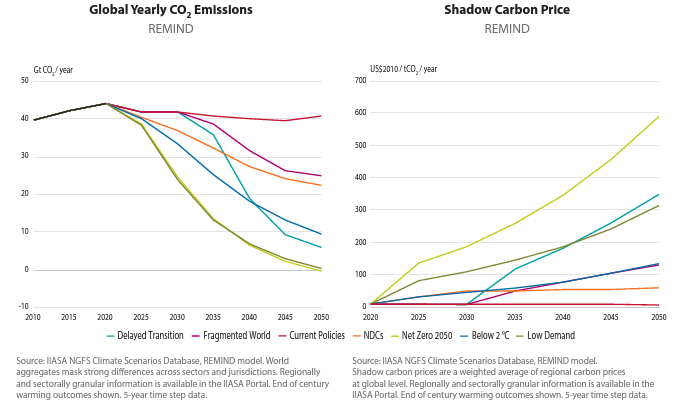 Global Yearly CO2 Emissions
REMIND
Gt CO2 / year
50
40
30
20
10
0
-10
2010 2015 2020 2025 2030 2035 2040 2045 2050
Shadow Carbon Price
REMIND
US$2010 / tCO2 / year
700
600
500
400
300
200
100
0
2020 2025 2030 2035 2040 2045 2050
Delayed Transition Fragmented World Current Policies NDCs Net Zero 2050 Below 2 °C Low Demand
Source: IIASA NGFS Climate Scenarios Database, REMIND model. World
aggregates mask strong differences across sectors and jurisdictions. Regionally
and sectorally granular information is available in the IIASA Portal. End of century
warming outcomes shown. 5-year time step data.
Source: IIASA NGFS Climate Scenarios Database, REMIND model.
Shadow carbon prices are a weighted average of regional carbon prices
at global level. Regionally and sectorally granular information is available in the
IIASA Portal. End of century warming outcomes shown. 5-year time step data.